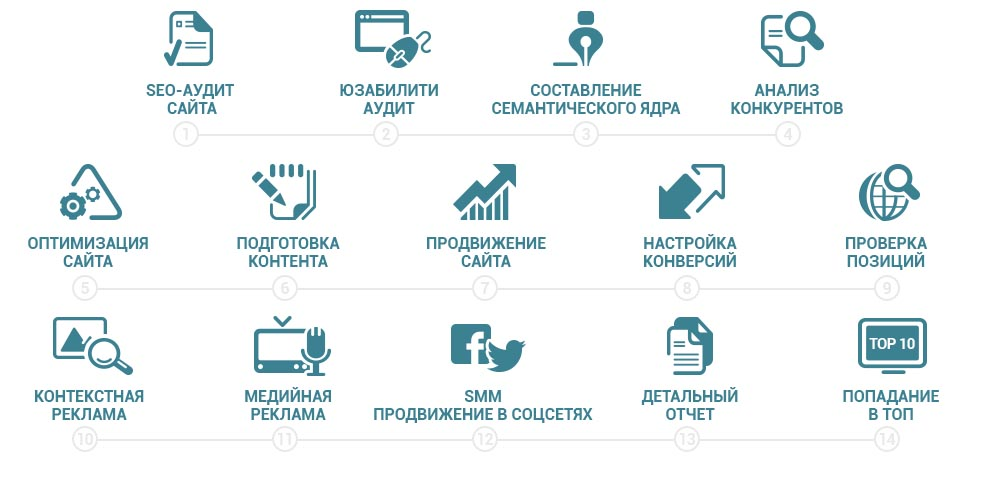 SEO-АУДИТ
САЙТА
1
ЮЗАБИЛИТИ
АУДИТ
2
СОСТАВЛЕНИЕ
СЕМАНТИЧЕСКОГО ЯДРА
3
АНАЛИЗ
КОНКУРЕНТОВ
4
ОПТИМИЗАЦИЯ
САЙТА
5
ПОДГОТОВКА
КОНТЕНТА
6
ПРОДВИЖЕНИЕ
САЙТА
7
НАСТРОЙКА
КОНВЕРСИЙ
8
ПРОВЕРКА
ПОЗИЦИЙ
9
КОНТЕКСТНАЯ
РЕКЛАМА
10
МЕДИЙНАЯ
РЕКЛАМА
11
f
SMM
ПРОДВИЖЕНИЕ В СОЦСЕТЯХ
12
ДЕТАЛЬНЫЙ
ОТЧЕТ
13
TOP 10
ПОПАДАНИЕ
В ТОП
14